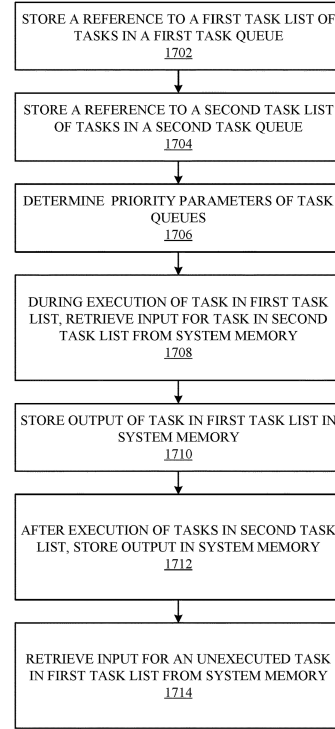 STORE A REFERENCE TO A FIRST TASK LIST OF
TASKS IN A FIRST TASK QUEUE
1702
STORE A REFERENCE TO A SECOND TASK LIST
OF TASKS IN A SECOND TASK QUEUE
1704
DETERMINE PRIORITY PARAMETERS OF TASK
QUEUES
1706
DURING EXECUTION OF TASK IN FIRST TASK
LIST, RETRIEVE INPUT FOR TASK IN SECOND
TASK LIST FROM SYSTEM MEMORY
1708
STORE OUTPUT OF TASK IN FIRST TASK LIST IN
SYSTEM MEMORY
1710
AFTER EXECUTION OF TASKS IN SECOND TASK
LIST, STORE OUTPUT IN SYSTEM MEMORY
1712
RETRIEVE INPUT FOR AN UNEXECUTED TASK
IN FIRST TASK LIST FROM SYSTEM MEMORY
1714